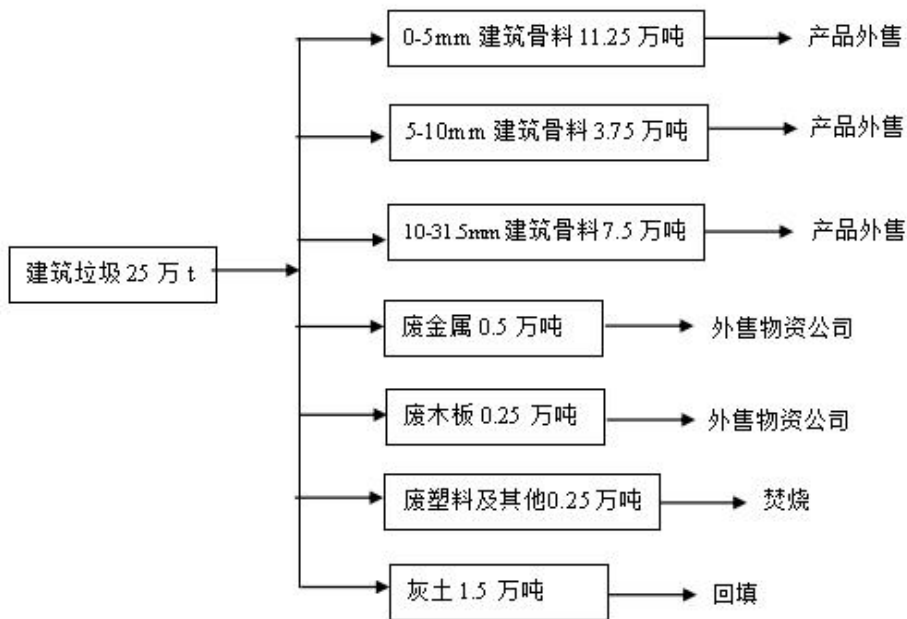 0-5mm 建筑骨料 11.25 万吨
产品外售
5-10mm 建筑骨料 3.75 万吨
产品外售
10-31.5mm 建筑骨料 7.5 万吨
产品外售
建筑垃圾 25 万 t
废金属 0.5 万吨
外售物资公司
废木板 0.25 万吨
外售物资公司
废塑料及其他0.25 万吨
焚烧
灰土 1.5 万吨
回填